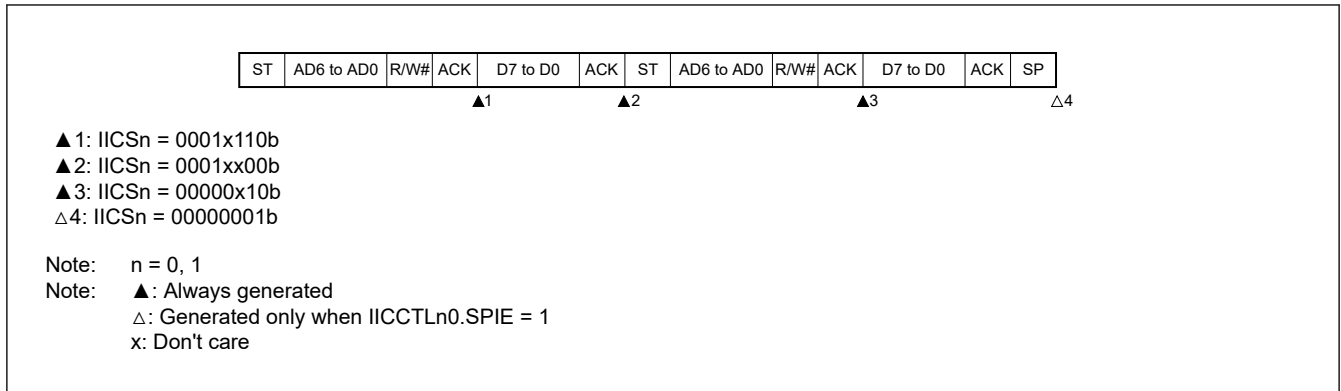 ST AD6 to AD0 R/W# ACK D7 to D0 ACK ST AD6 to AD0 R/W# ACK D7 to D0 ACK SP
▲1 ▲2 ▲3 △4
▲1: IICSn = 0001x110b
▲2: IICSn = 0001xx00b
▲3: IICSn = 00000x10b
△4: IICSn = 00000001b
Note: n = 0, 1
Note: ▲: Always generated
△: Generated only when IICCTLn0.SPIE = 1
x: Don't care